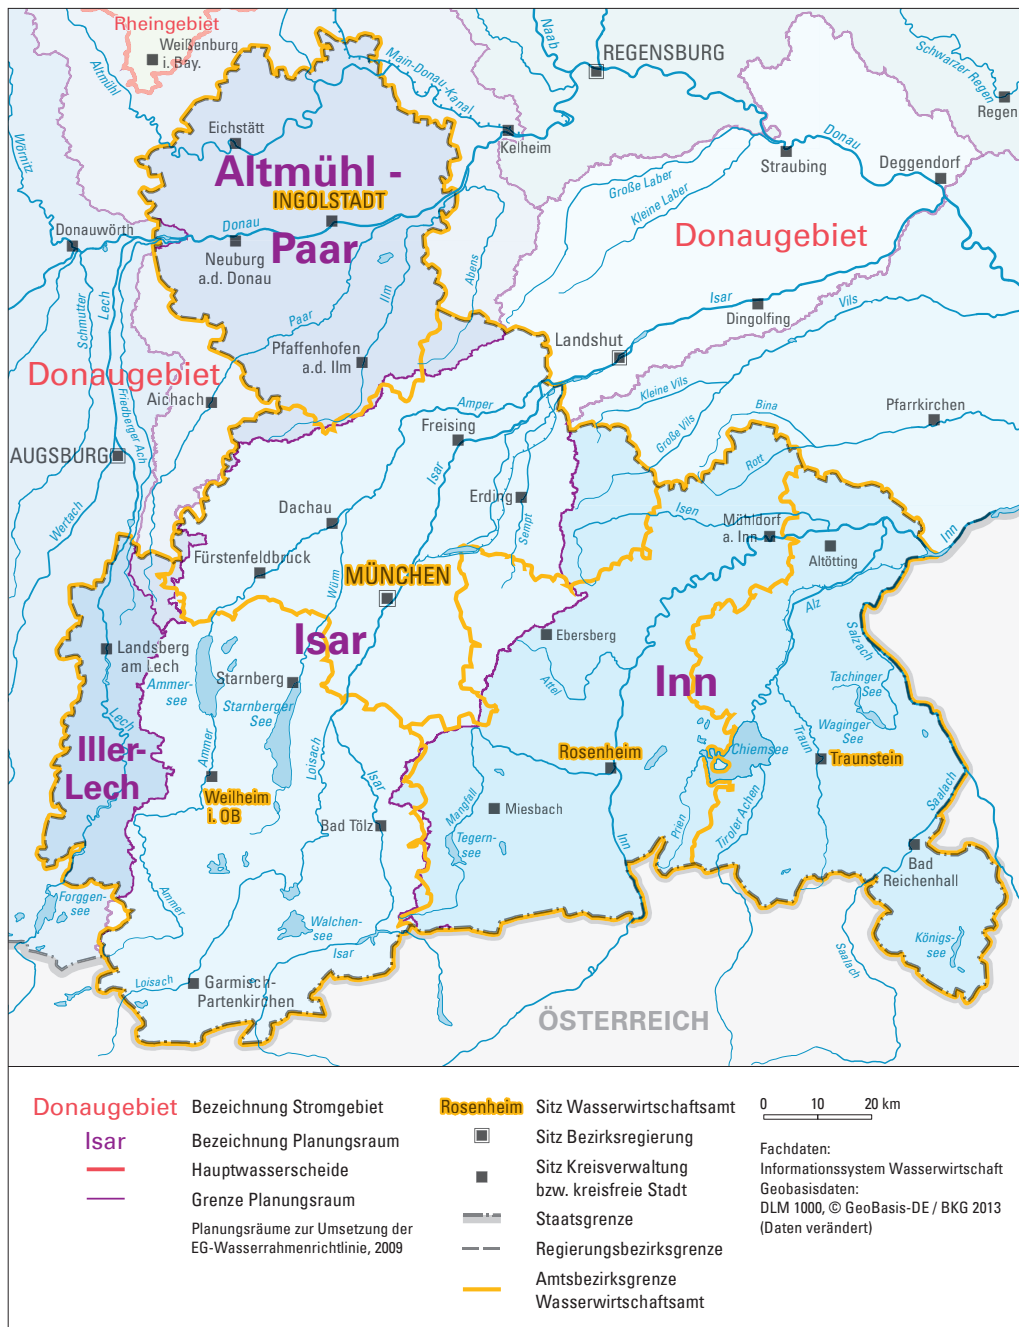 Rheingebiet
Weißenburg
i. Bay.
Altmühl
Main-Donau-Kanal
Naab
REGENSBURG
Schwarzer Regen
Regen
Wörnitz
Eichstätt
Kelheim
Donau
Straubing
Deggendorf
Altmühl -
INGOLSTADT
Große Laber
Kleine Laber
Donauwörth
Donau
Paar
Donaugebiet
Neuburg
a.d. Donau
Abens
Ilm
Schmutter
Lech
Paar
Isar
Vils
Dingolfing
Pfaffenhofen
a.d. Ilm
Landshut
Donaugebiet
Aichach
Friedberger Ach
Amper
Freising
Kleine Vils
Große Vils
Bina
Pfarrkirchen
AUGSBURG
Isar
Rott
Wertach
Dachau
Erding
Sempt
Isen
Mühldorf
a. Inn
Inn
Fürstenfeldbruck
Altötting
MÜNCHEN
Würm
Alz
Landsberg
am Lech
Isar
Ebersberg
Salzach
Ammer-
see
Starnberg
Starnberger
See
Attel
Inn
Tachinger
See
Lech
Waginger
See
Iller-
Lech
Ammer
Loisach
Rosenheim
Chiemsee
Traun
Traunstein
Weilheim
i. OB
Isar
Mangfall
Miesbach
Saalach
Bad Tölz
Tegern-
see
Inn
Prien
Tiroler Achen
Bad
Reichenhall
Forggen-
see
Ammer
Walchen-
see
Isar
Königs-
see
Saalach
Loisach
Garmisch-
Partenkirchen
ÖSTERREICH
Donaugebiet Bezeichnung Stromgebiet
Isar Bezeichnung Planungsraum
Hauptwasserscheide
Grenze Planungsraum
Planungsräume zur Umsetzung der
EG-Wasserrahmenrichtlinie, 2009
Rosenheim Sitz Wasserwirtschaftsamt
Sitz Bezirksregierung
Sitz Kreisverwaltung
bzw. kreisfreie Stadt
Staatsgrenze
Regierungsbezirksgrenze
Amtsbezirksgrenze
Wasserwirtschaftsamt
0 10 20 km
Fachdaten:
Informationssystem Wasserwirtschaft
Geobasisdaten:
DLM 1000, © GeoBasis-DE / BKG 2013
(Daten verändert)